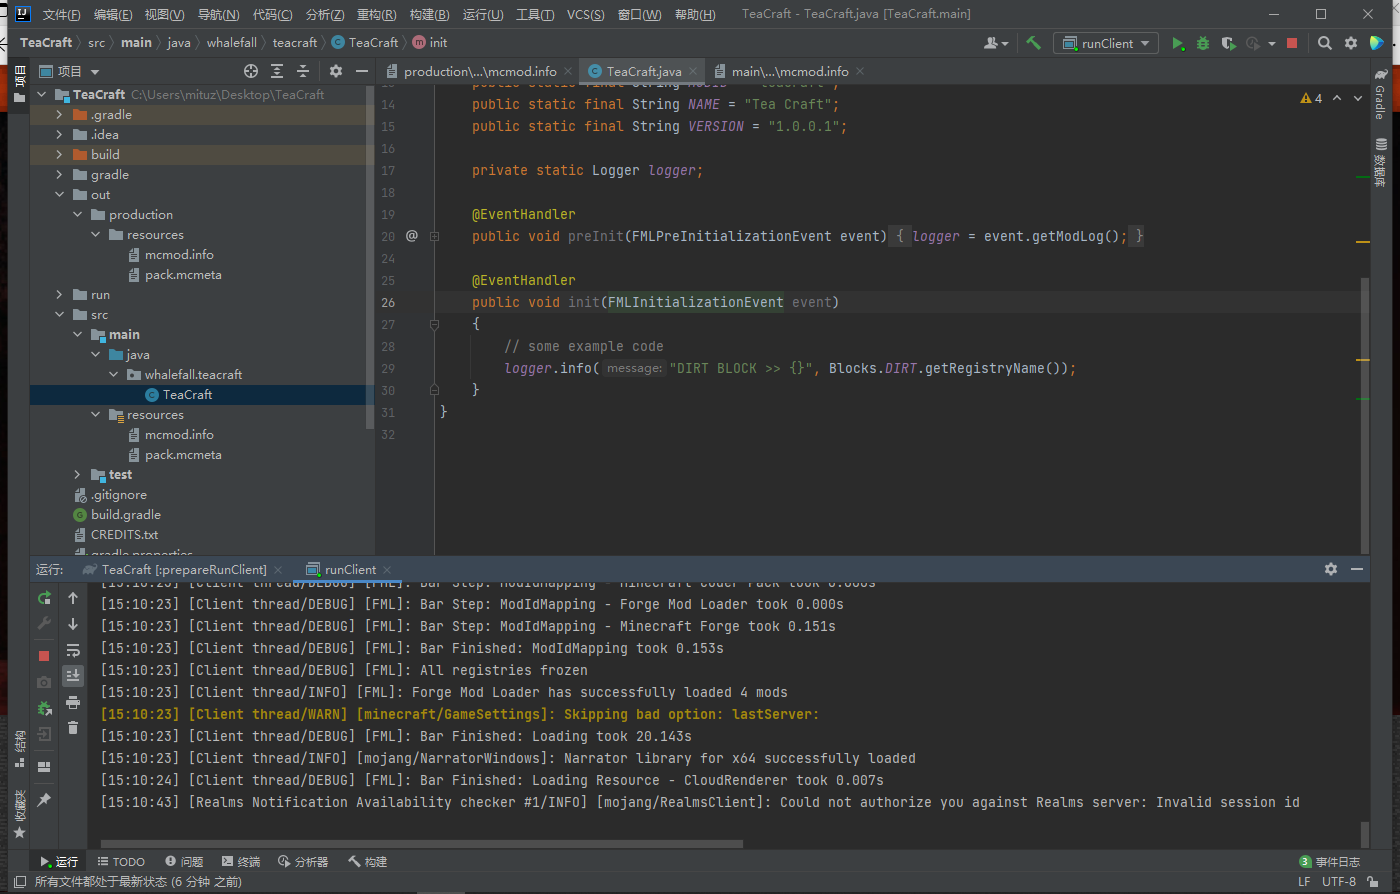 文件(F) 编辑(E) 视图(V) 导航(N) 代码(C) 分析(Z) 重构(R) 构建(B) 运行(U) 工具(T) VCS(S) 窗口(W) 帮助(H) TeaCraft - TeaCraft.java [TeaCraft.main]
TeaCraft src main java whalefall teacraft TeaCraft init runClient
项目
项目
production\...\mcmod.info TeaCraft.java main\...\mcmod.info
TeaCraft C:\Users\mituz\Desktop\TeaCraft
.gradle
.idea
build
gradle
out
production
resources
mcmod.info
pack.mcmeta
run
src
main
java
whalefall.teacraft
TeaCraft
resources
mcmod.info
pack.mcmeta
test
.gitignore
build.gradle
CREDITS.txt
gradle.properties
14 public static final String NAME = "Tea Craft";
15 public static final String VERSION = "1.0.0.1";
16
17 private static Logger logger;
18
19 @EventHandler
20 @ public void preInit(FMLPreInitializationEvent event) { logger = event.getModLog(); }
24
25 @EventHandler
26 public void init(FMLInitializationEvent event)
27 {
28 // some example code
29 logger.info( message: "DIRT BLOCK >> {}", Blocks.DIRT.getRegistryName());
30 }
31 }
32
4
Gradle
数据库
结构
收藏夹
运行: TeaCraft [:prepareRunClient] runClient
[15:10:23] [Client thread/DEBUG] [FML]: Bar Step: ModIdMapping - Minecraft Coder Pack took 0.000s
[15:10:23] [Client thread/DEBUG] [FML]: Bar Step: ModIdMapping - Forge Mod Loader took 0.000s
[15:10:23] [Client thread/DEBUG] [FML]: Bar Step: ModIdMapping - Minecraft Forge took 0.151s
[15:10:23] [Client thread/DEBUG] [FML]: Bar Finished: ModIdMapping took 0.153s
[15:10:23] [Client thread/DEBUG] [FML]: All registries frozen
[15:10:23] [Client thread/INFO] [FML]: Forge Mod Loader has successfully loaded 4 mods
[15:10:23] [Client thread/WARN] [minecraft/GameSettings]: Skipping bad option: lastServer:
[15:10:23] [Client thread/DEBUG] [FML]: Bar Finished: Loading took 20.143s
[15:10:23] [Client thread/INFO] [mojang/NarratorWindows]: Narrator library for x64 successfully loaded
[15:10:24] [Client thread/DEBUG] [FML]: Bar Finished: Loading Resource - CloudRenderer took 0.007s
[15:10:43] [Realms Notification Availability checker #1/INFO] [mojang/RealmsClient]: Could not authorize you against Realms server: Invalid session id
运行 TODO 问题 终端 分析器 构建 3 事件日志
所有文件都处于最新状态 (6 分钟 之前) LF UTF-8